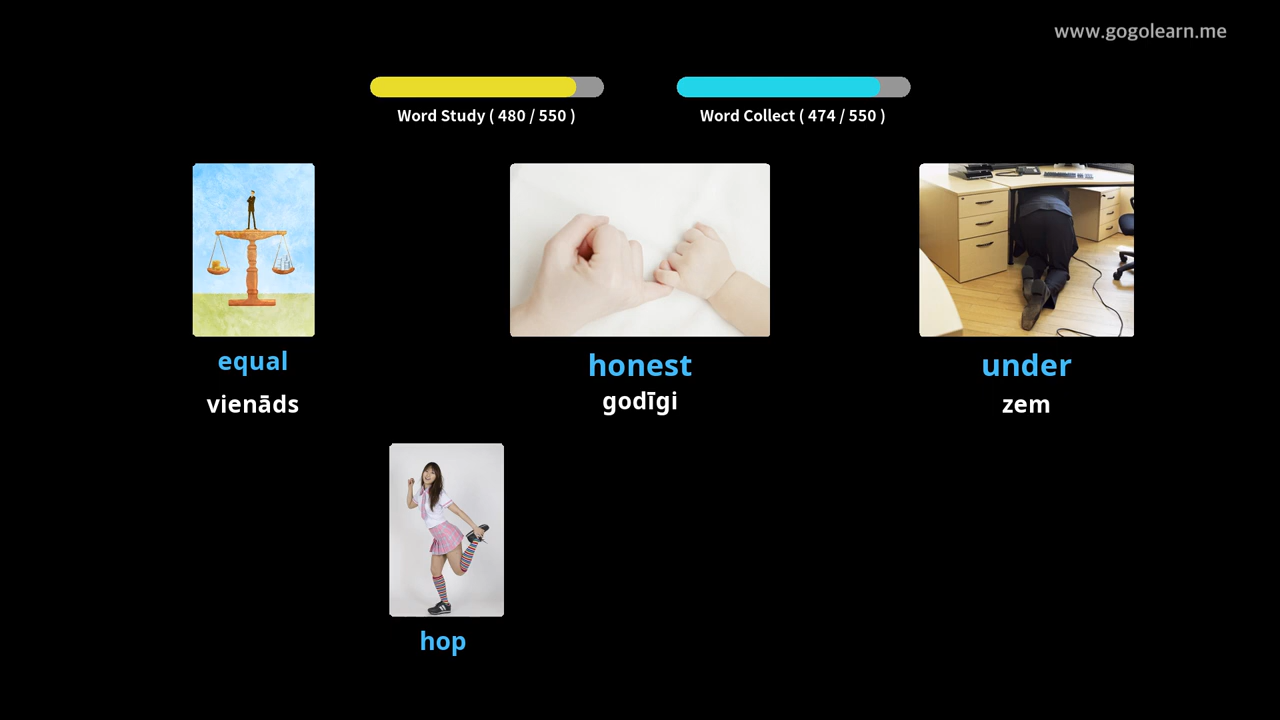 www.gogolearn.me
Word Study ( 480 / 550 )
Word Collect ( 474 / 550 )
equal
honest
under
vienāds
godīgi
zem
hop